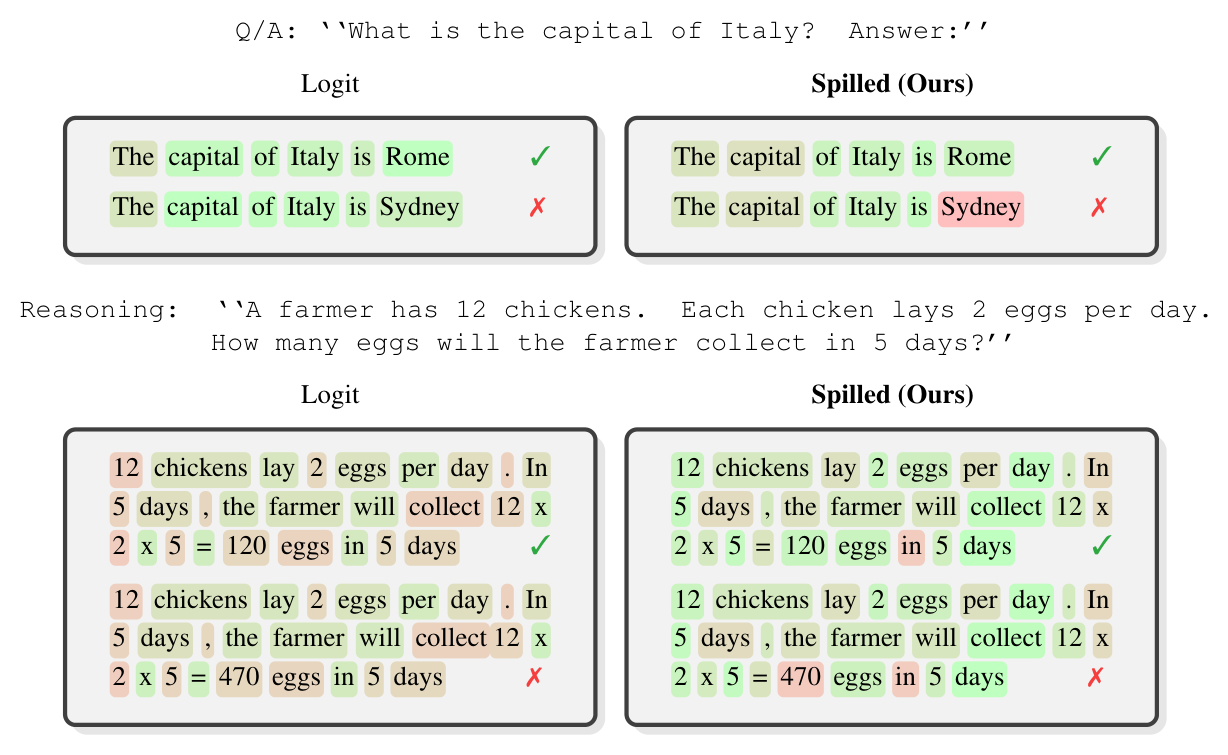 Q/A: ‘‘What is the capital of Italy? Answer:’’
Logit
Spilled (Ours)
The capital of Italy is Rome ✓
The capital of Italy is Sydney ✗
The capital of Italy is Rome ✓
The capital of Italy is Sydney ✗
Reasoning: ‘‘A farmer has 12 chickens. Each chicken lays 2 eggs per day.
How many eggs will the farmer collect in 5 days?’’
Logit
Spilled (Ours)
12 chickens lay 2 eggs per day . In
5 days , the farmer will collect 12 x
2 x 5 = 120 eggs in 5 days ✓
12 chickens lay 2 eggs per day . In
5 days , the farmer will collect 12 x
2 x 5 = 470 eggs in 5 days ✗
12 chickens lay 2 eggs per day . In
5 days , the farmer will collect 12 x
2 x 5 = 120 eggs in 5 days ✓
12 chickens lay 2 eggs per day . In
5 days , the farmer will collect 12 x
2 x 5 = 470 eggs in 5 days ✗